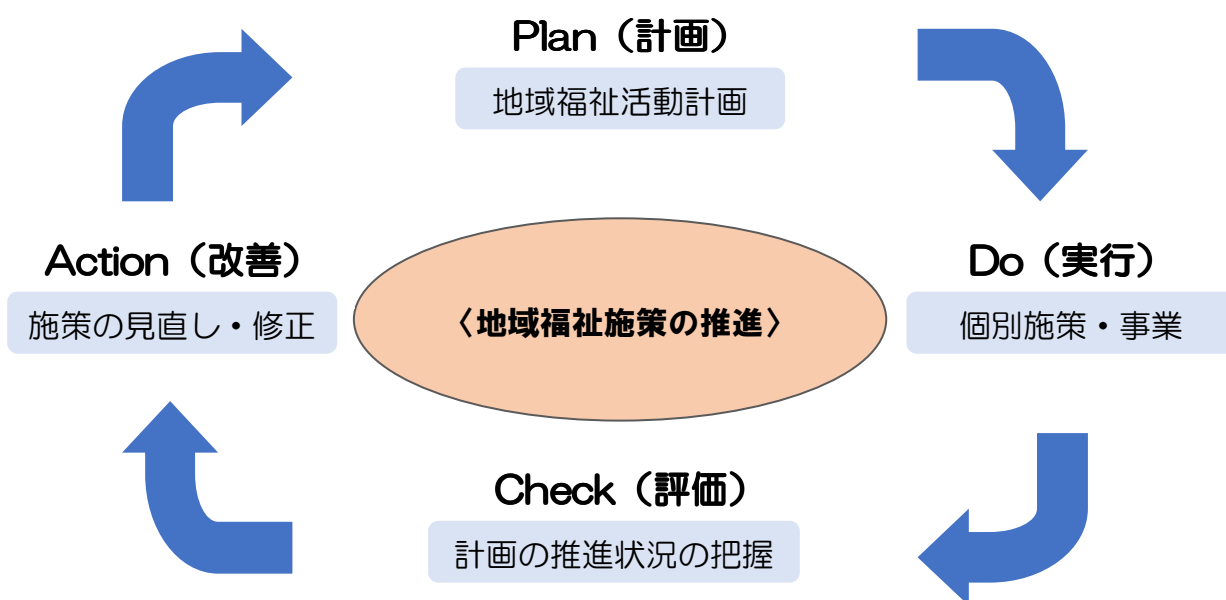 Plan（計画）
地域福祉活動計画
Action（改善）
施策の見直し・修正
〈地域福祉施策の推進〉
Do（実行）
個別施策・事業
Check（評価）
計画の推進状況の把握